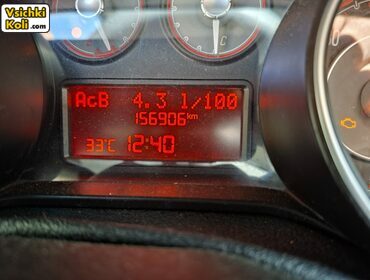 Vsichki
Koli.com
AcB 4.3 l/100
156906km
33°C 12:40
C